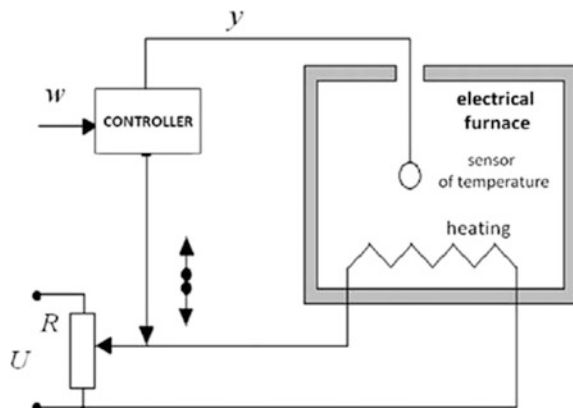 y
w
CONTROLLER
electrical
furnace
sensor
of temperature
heating
R
U